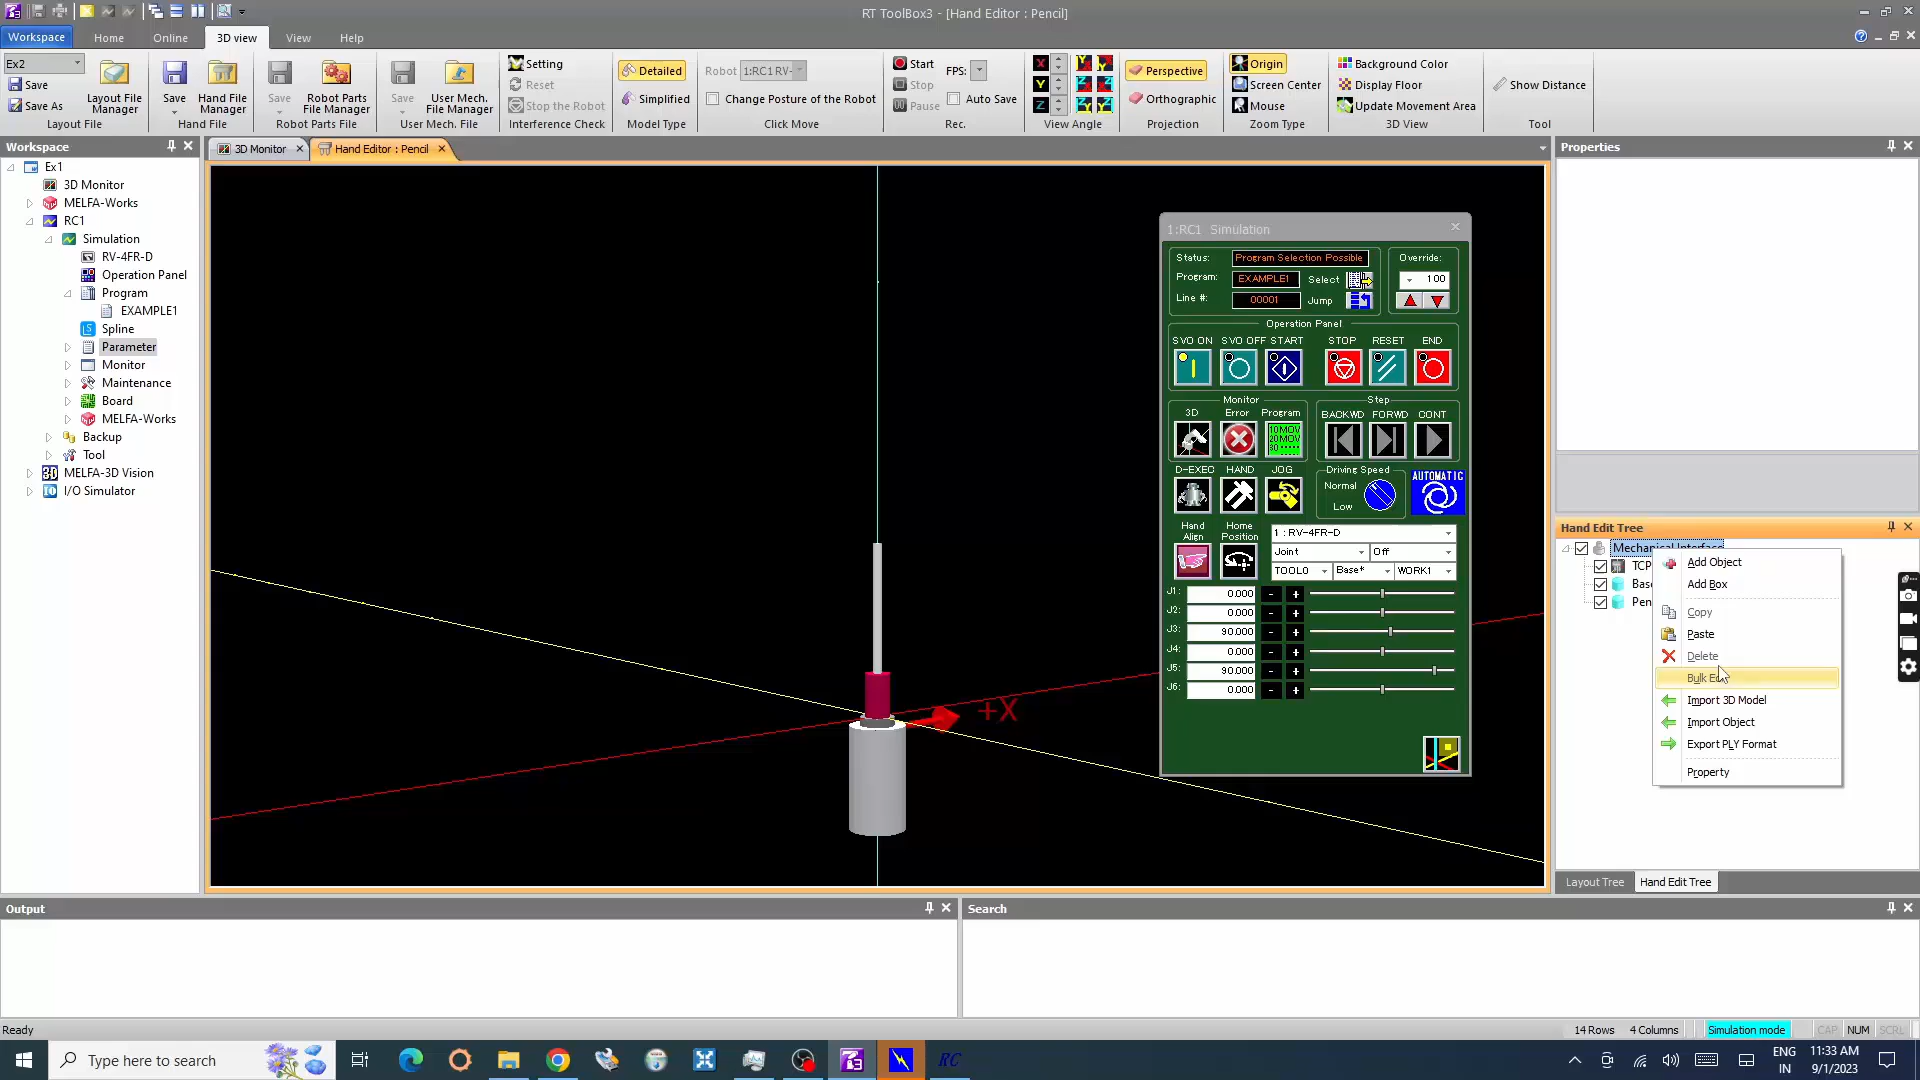 RT ToolBox3 - [Hand Editor : Pencil]
Workspace
Home
Online
3D view
View
Help
Ex2
Save
Save As
Layout File
Manager
Layout File
Save
Hand File
Manager
Hand File
Save
Robot Parts
File Manager
Robot Parts File
Save
User Mech.
File Manager
User Mech. File
Setting
Reset
Stop the Robot
Interference Check
Detailed
Simplified
Model Type
Robot
1:RC1 RV-
Change Posture of the Robot
Click Move
Start
FPS:
Stop
Auto Save
Pause
Rec.
X
Y
Z
View Angle
Perspective
Orthographic
Projection
Origin
Screen Center
Mouse
Zoom Type
Background Color
Display Floor
Update Movement Area
3D View
Show Distance
Tool
Workspace
Ex1
3D Monitor
MELFA-Works
RC1
Simulation
RV-4FR-D
Operation Panel
Program
EXAMPLE1
Spline
Parameter
Monitor
Maintenance
Board
MELFA-Works
Backup
Tool
MELFA-3D Vision
I/O Simulator
3D Monitor
Hand Editor : Pencil
+X
1:RC1 Simulation
Status:
Program Selection Possible
Override:
Program:
EXAMPLE1
Select
100
Line #:
00001
Jump
Operation Panel
SVO ON
SVO OFF
START
STOP
RESET
END
Monitor
3D
Error
Program
Step
BACKWD
FORWD
CONT
10MOV
20MOV
D-EXEC
HAND
JOG
Driving Speed
Normal
Low
AUTOMATIC
Hand
Align
Home
Position
1 : RV-4FR-D
Joint
Off
TOOL0
Base*
WORK1
J1:
0.000
-
+
J2:
0.000
-
+
J3:
90.000
-
+
J4:
0.000
-
+
J5:
90.000
-
+
J6:
0.000
-
+
Properties
Hand Edit Tree
Mechanical Interface
TCP
Bas
Pen
Add Object
Add Box
Copy
Paste
Delete
Bulk E
Import 3D Model
Import Object
Export PLY Format
Property
Layout Tree
Hand Edit Tree
Output
Search
Ready
14 Rows
4 Columns
Simulation mode
CAP
NUM
SCRL
Type here to search
RC
ENG
IN
11:33 AM
9/1/2023